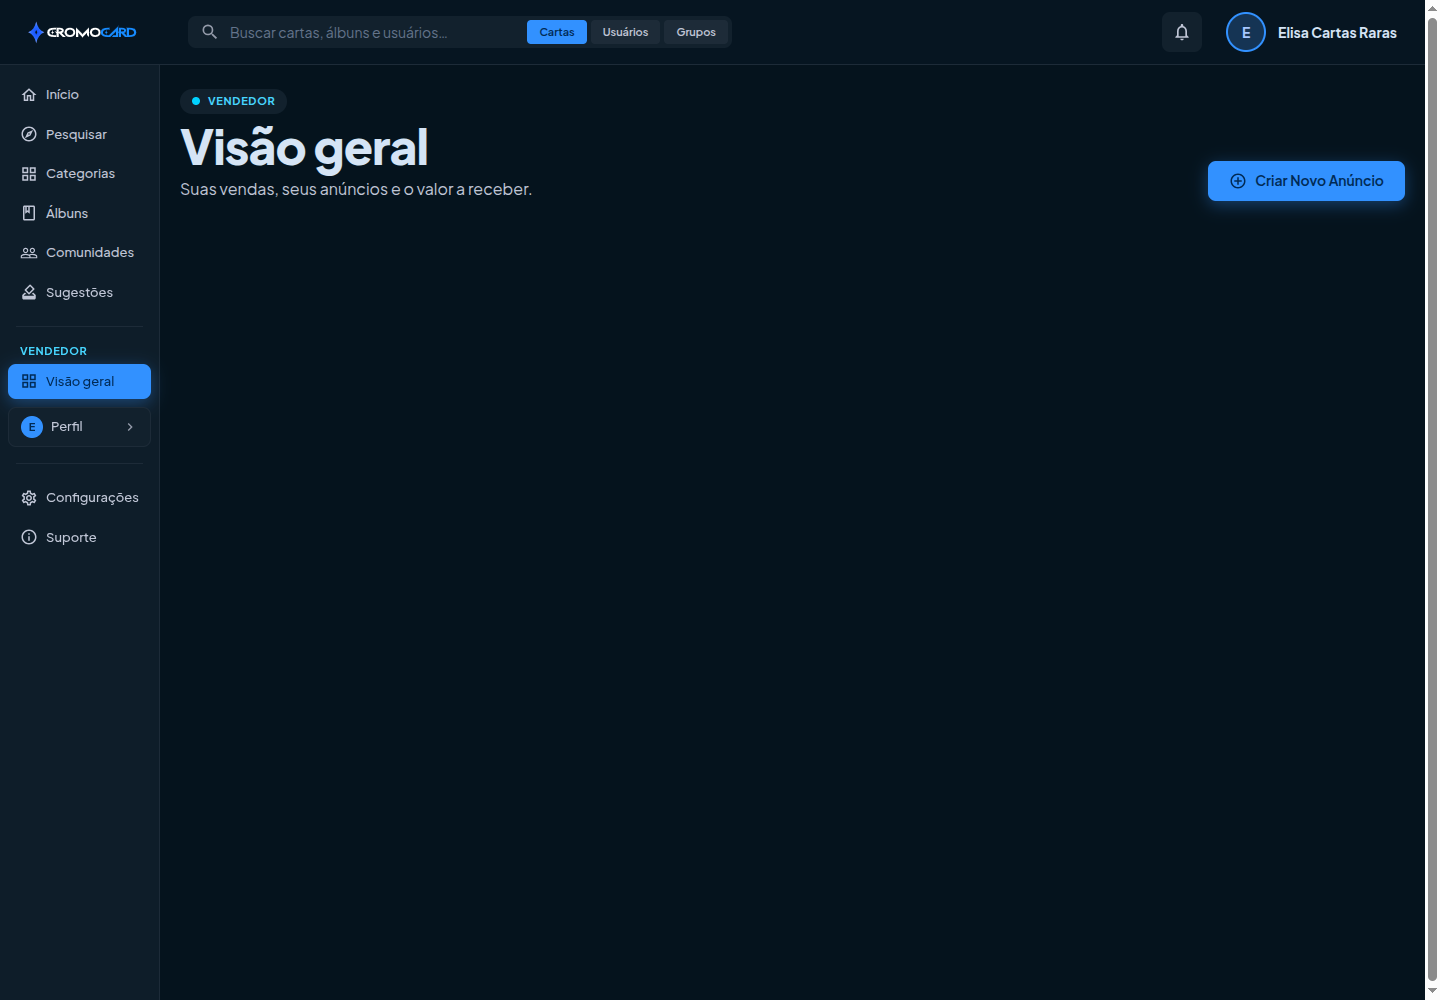 CROMOCARD
Buscar cartas, álbuns e usuários...
Cartas
Usuários
Grupos
E
Elisa Cartas Raras
Início
Pesquisar
Categorias
Álbuns
Comunidades
Sugestões
VENDEDOR
Visão geral
E
Perfil
Configurações
Suporte
VENDEDOR
Visão geral
Suas vendas, seus anúncios e o valor a receber.
Criar Novo Anúncio